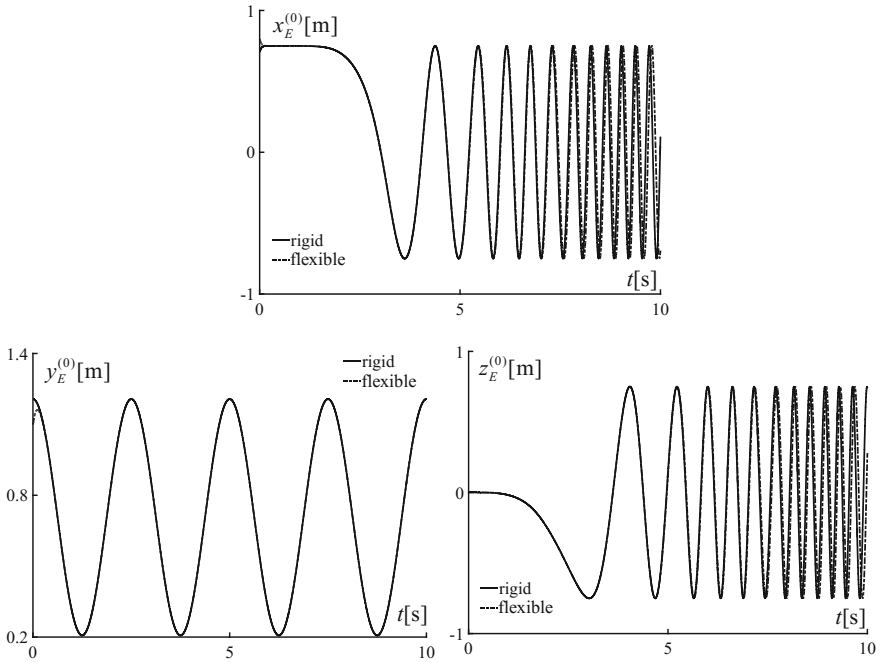 1
x_E^{(0)}[m]
0
rigid
flexible
t[s]
-1
0
5
10
1.4
y_E^{(0)}[m]
rigid
flexible
0.8
t[s]
0.2
0
5
10
1
z_E^{(0)}[m]
0
rigid
flexible
t[s]
-1
0
5
10